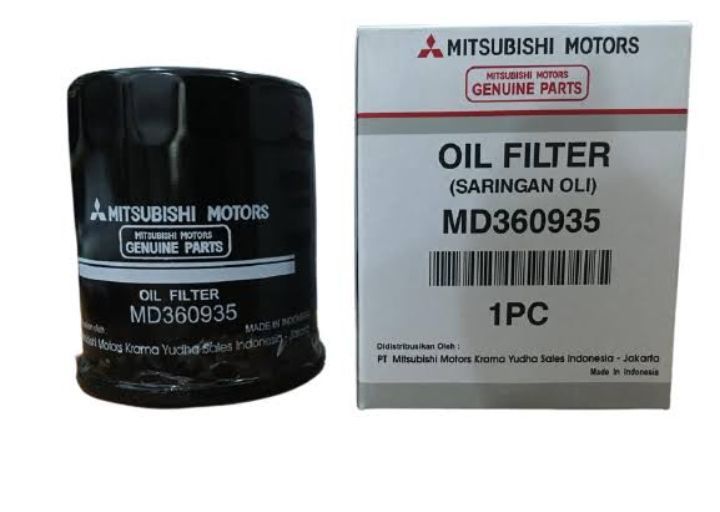 MITSUBISHI MOTORS
MITSUBISHI MOTORS
GENUINE PARTS
OIL FILTER
MD360935
MADE IN INDONESIA
Motors Krama Yudha Sales Indonesia - Jakarta
MITSUBISHI MOTORS
MITSUBISHI MOTORS
GENUINE PARTS
OIL FILTER
(SARINGAN OLI)
MD360935
1PC
Didistribusikan Oleh :
PT Mitsubishi Motors Krama Yudha Sales Indonesia - Jakarta
Made In Indonesia